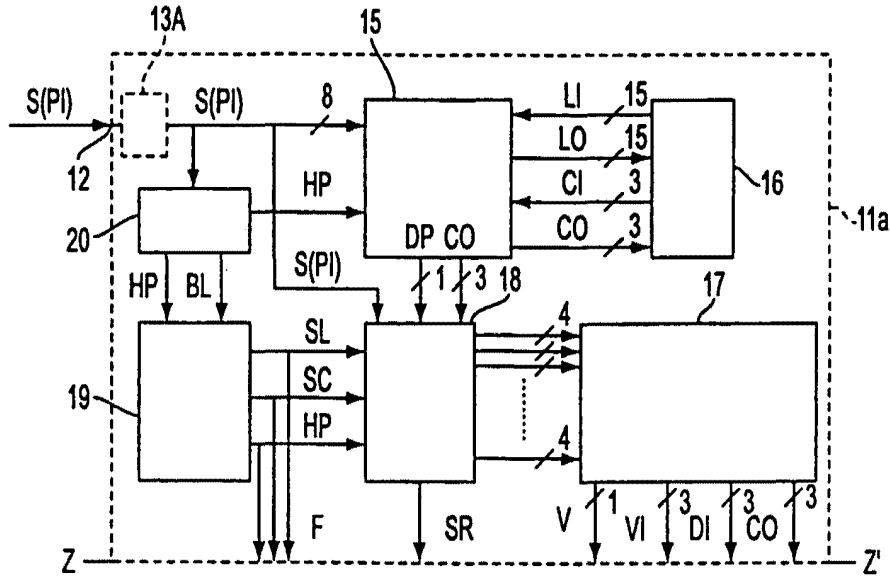 13A
15
S(PI)
S(PI)
8
LI
15
LO
15
12
HP
CI
3
16
20
CO
3
11a
DP
CO
S(PI)
1
3
18
17
HP
BL
4
SL
SC
19
HP
4
F
SR
V
1
VI
3
DI
3
CO
3
Z
Z'